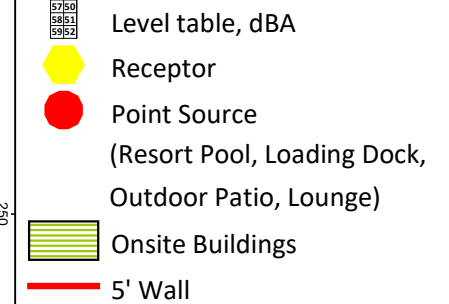 57 50
58 51
59 52
Level table, dBA
Receptor
Point Source
(Resort Pool, Loading Dock,
Outdoor Patio, Lounge)
250
Onsite Buildings
5' Wall